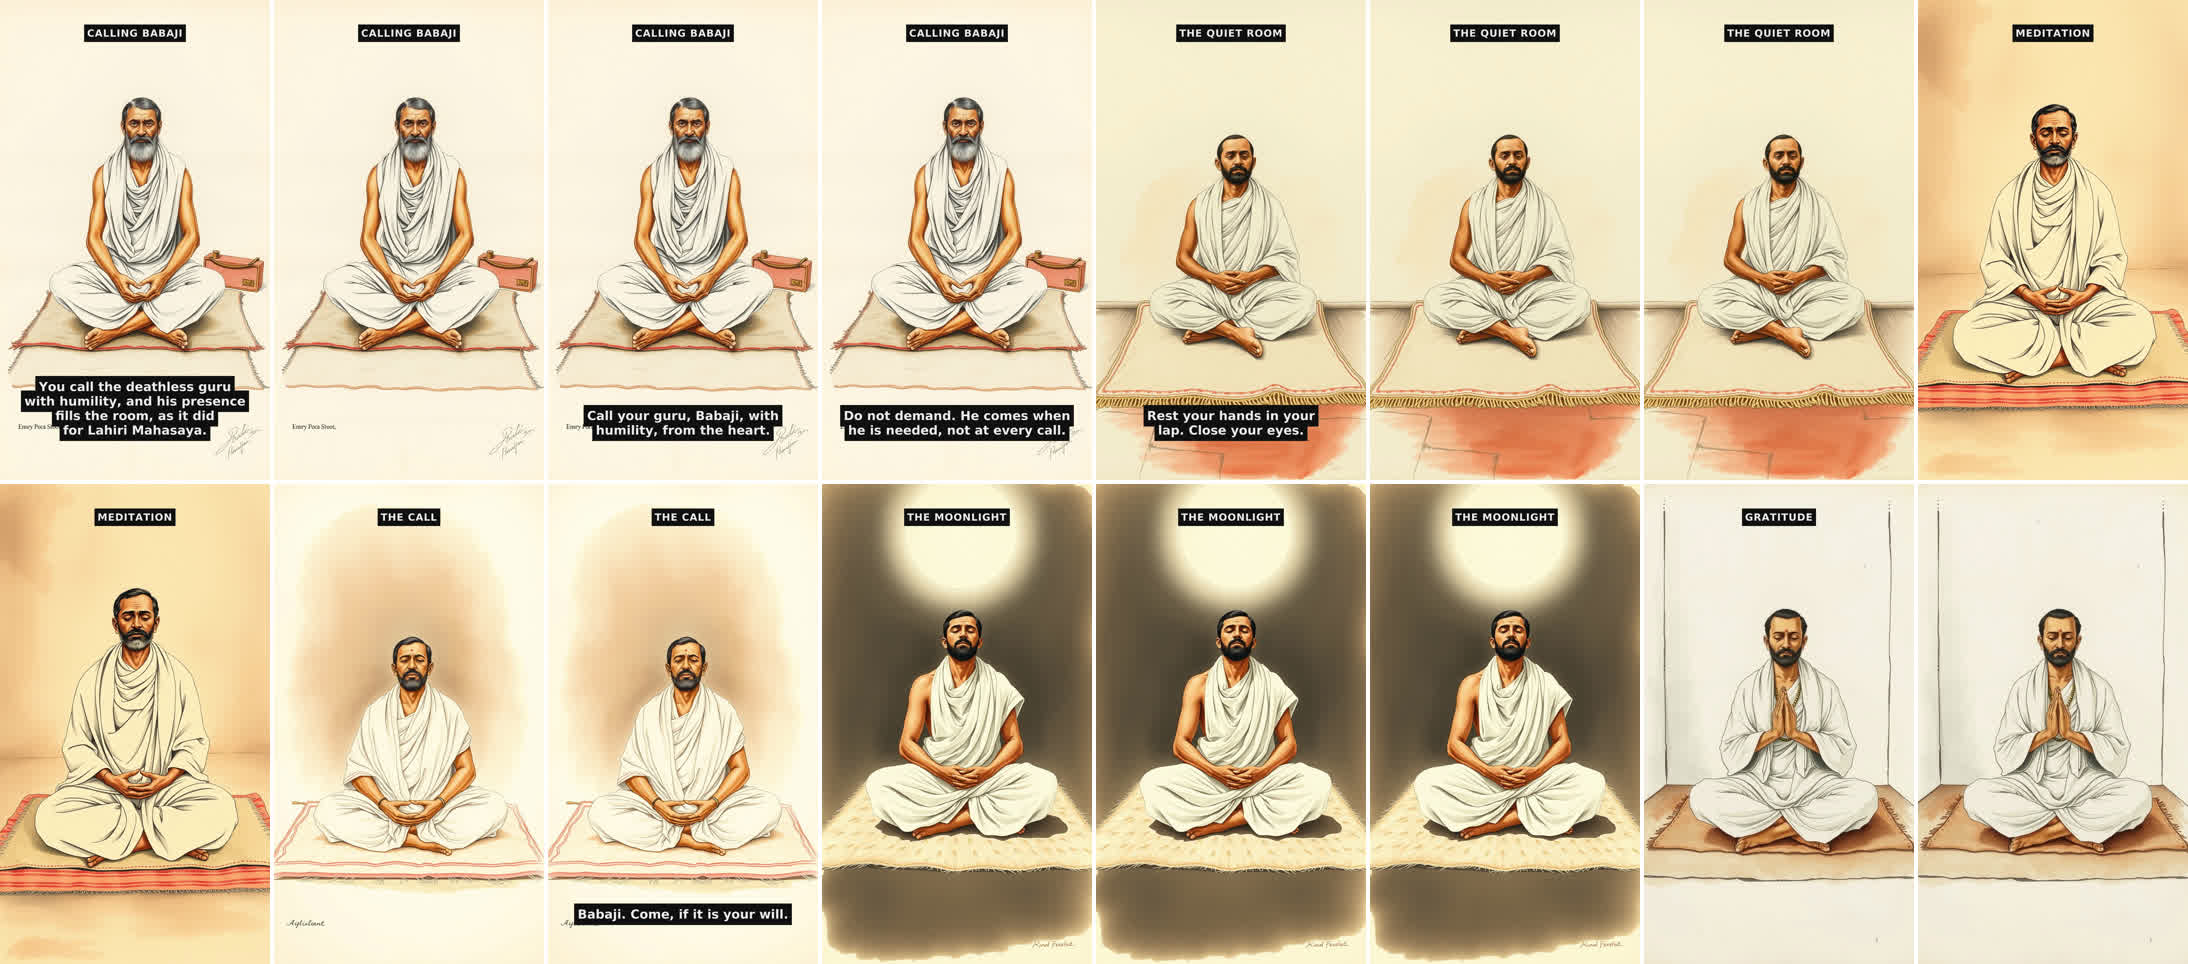 CALLING BABAJI
You call the deathless guru
with humility, and his presence
fills the room, as it did
for Lahiri Mahasaya.
CALLING BABAJI
CALLING BABAJI
Call your guru, Babaji, with
humility, from the heart.
CALLING BABAJI
Do not demand. He comes when
he is needed, not at every call.
THE QUIET ROOM
Rest your hands in your
lap. Close your eyes.
THE QUIET ROOM
THE QUIET ROOM
MEDITATION
MEDITATION
THE CALL
THE CALL
Babaji. Come, if it is your will.
THE MOONLIGHT
THE MOONLIGHT
THE MOONLIGHT
GRATITUDE